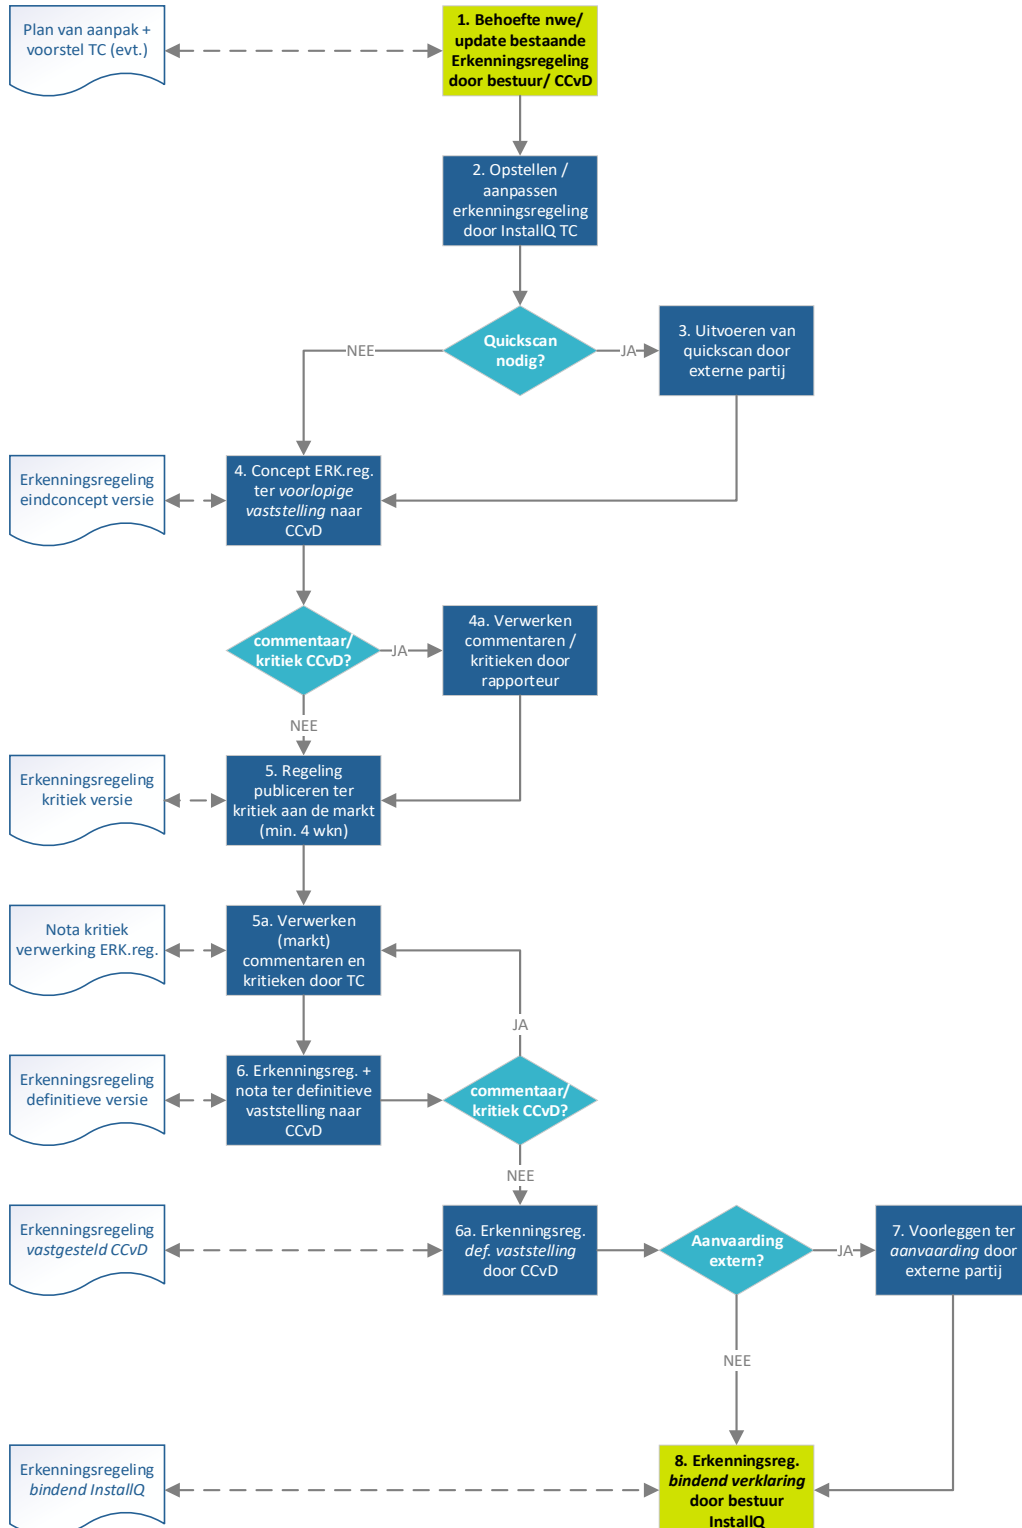 Plan van aanpak +
voorstel TC (evt.)
1. Behoefte nwe/
update bestaande
Erkenningsregeling
door bestuur/ CCvD
2. Opstellen /
aanpassen
erkenningsregeling
door InstallQ TC
Quickscan
nodig?
NEE
JA
3. Uitvoeren van
quickscan door
externe partij
Erkenningsregeling
eindconcept versie
4. Concept ERK.reg.
ter voorlopige
vaststelling naar
CCvD
commentaar/
kritiek CCvD?
JA
4a. Verwerken
commentaren /
kritieken door
rapporteur
NEE
Erkenningsregeling
kritiek versie
5. Regeling
publiceren ter
kritiek aan de markt
(min. 4 wkn)
Nota kritiek
verwerking ERK.reg.
5a. Verwerken
(markt)
commentaren en
kritieken door TC
JA
Erkenningsregeling
definitieve versie
6. Erkenningsreg. +
nota ter definitieve
vaststelling naar
CCvD
commentaar/
kritiek CCvD?
NEE
Erkenningsregeling
vastgesteld CCvD
6a. Erkenningsreg.
def. vaststelling
door CCvD
Aanvaarding
extern?
JA
7. Voorleggen ter
aanvaarding door
externe partij
NEE
Erkenningsregeling
bindend InstallQ
8. Erkenningsreg.
bindend verklaring
door bestuur
InstallQ